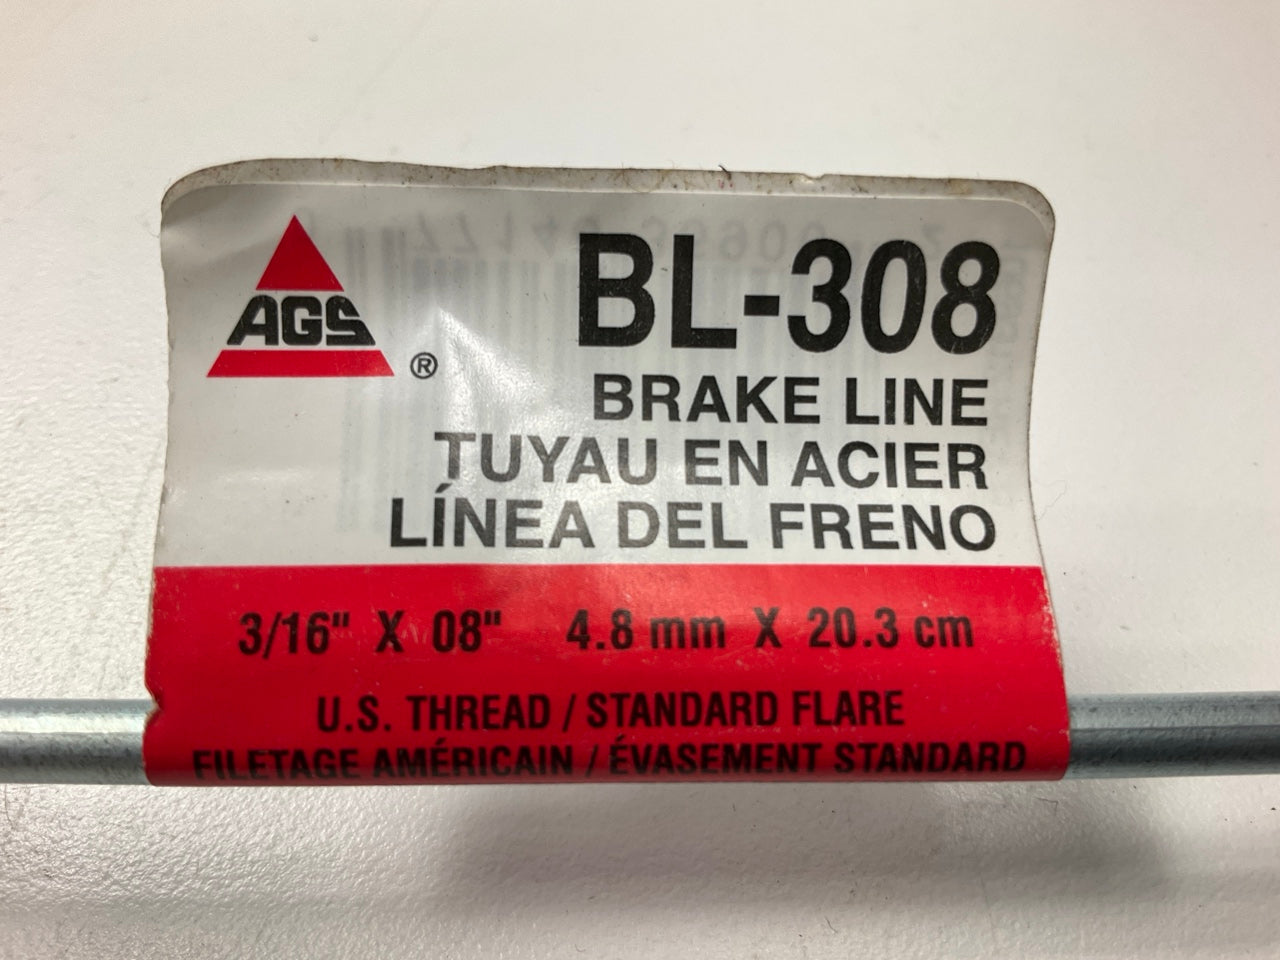 AGS ®
BL-308
BRAKE LINE
TUYAU EN ACIER
LÍNEA DEL FRENO
3/16" X 08" 4.8 mm X 20.3 cm
U.S. THREAD / STANDARD FLARE
FILETAGE AMÉRICAIN / ÉVASEMENT STANDARD